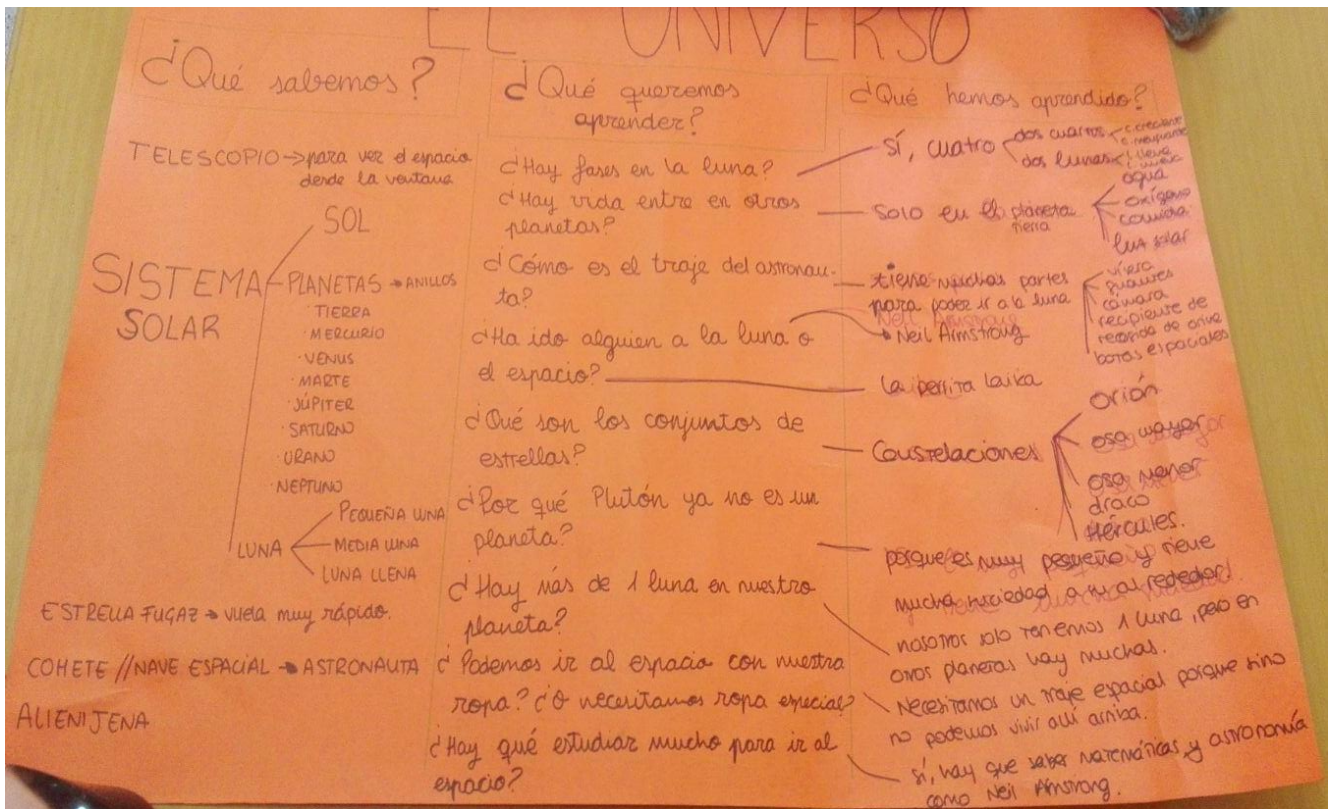 EL UNIVERSO
¿Qué sabemos?
TELESCOPIO → para ver el espacio
desde la ventana
SISTEMA
SOLAR
SOL
PLANETAS → ANILLOS
· TIERRA
· MERCURIO
· VENUS
· MARTE
· JÚPITER
· SATURNO
· URANO
· NEPTUNO
LUNA
PEQUEÑA LUNA
MEDIA LUNA
LUNA LLENA
ESTRELLA FUGAZ → vuela muy rápido.
COHETE // NAVE ESPACIAL → ASTRONAUTA
ALIENIJENA
¿Qué queremos
aprender?
¿Hay fases en la luna?
¿Hay vida entre en otros
planetas?
¿Cómo es el traje del astronau-
ta?
¿Ha ido alguien a la luna o
el espacio?
¿Qué son los conjuntos de
estrellas?
¿Por qué Plutón ya no es un
planeta?
¿Hay más de 1 luna en nuestro
planeta?
¿Podemos ir al espacio con nuestra
ropa? ¿O necesitamos ropa especial?
¿Hay qué estudiar mucho para ir al
espacio?
¿Qué hemos aprendido?
sí, cuatro
dos cuartos
c. creciente
c. menguante
dos lunas
l. llena
l. nueva
solo en el planeta
tierra
agua
oxígeno
comida
luz solar
tiene muchas partes
para poder ir a la luna
visera
guantes
cámara
recipiente de
recogida de orina
botas espaciales
Neil Armstrong
la perrita laika
constelaciones
orión
osa mayor
osa menor
draco
Hércules.
porque es muy pequeño y tiene
mucha suciedad a su alrededor.
nosotros solo tenemos 1 luna, pero en
otros planetas hay muchas.
Necesitamos un traje espacial porque sino
no podemos vivir allí arriba.
sí, hay que saber matemáticas y astronomía
como Neil Armstrong.